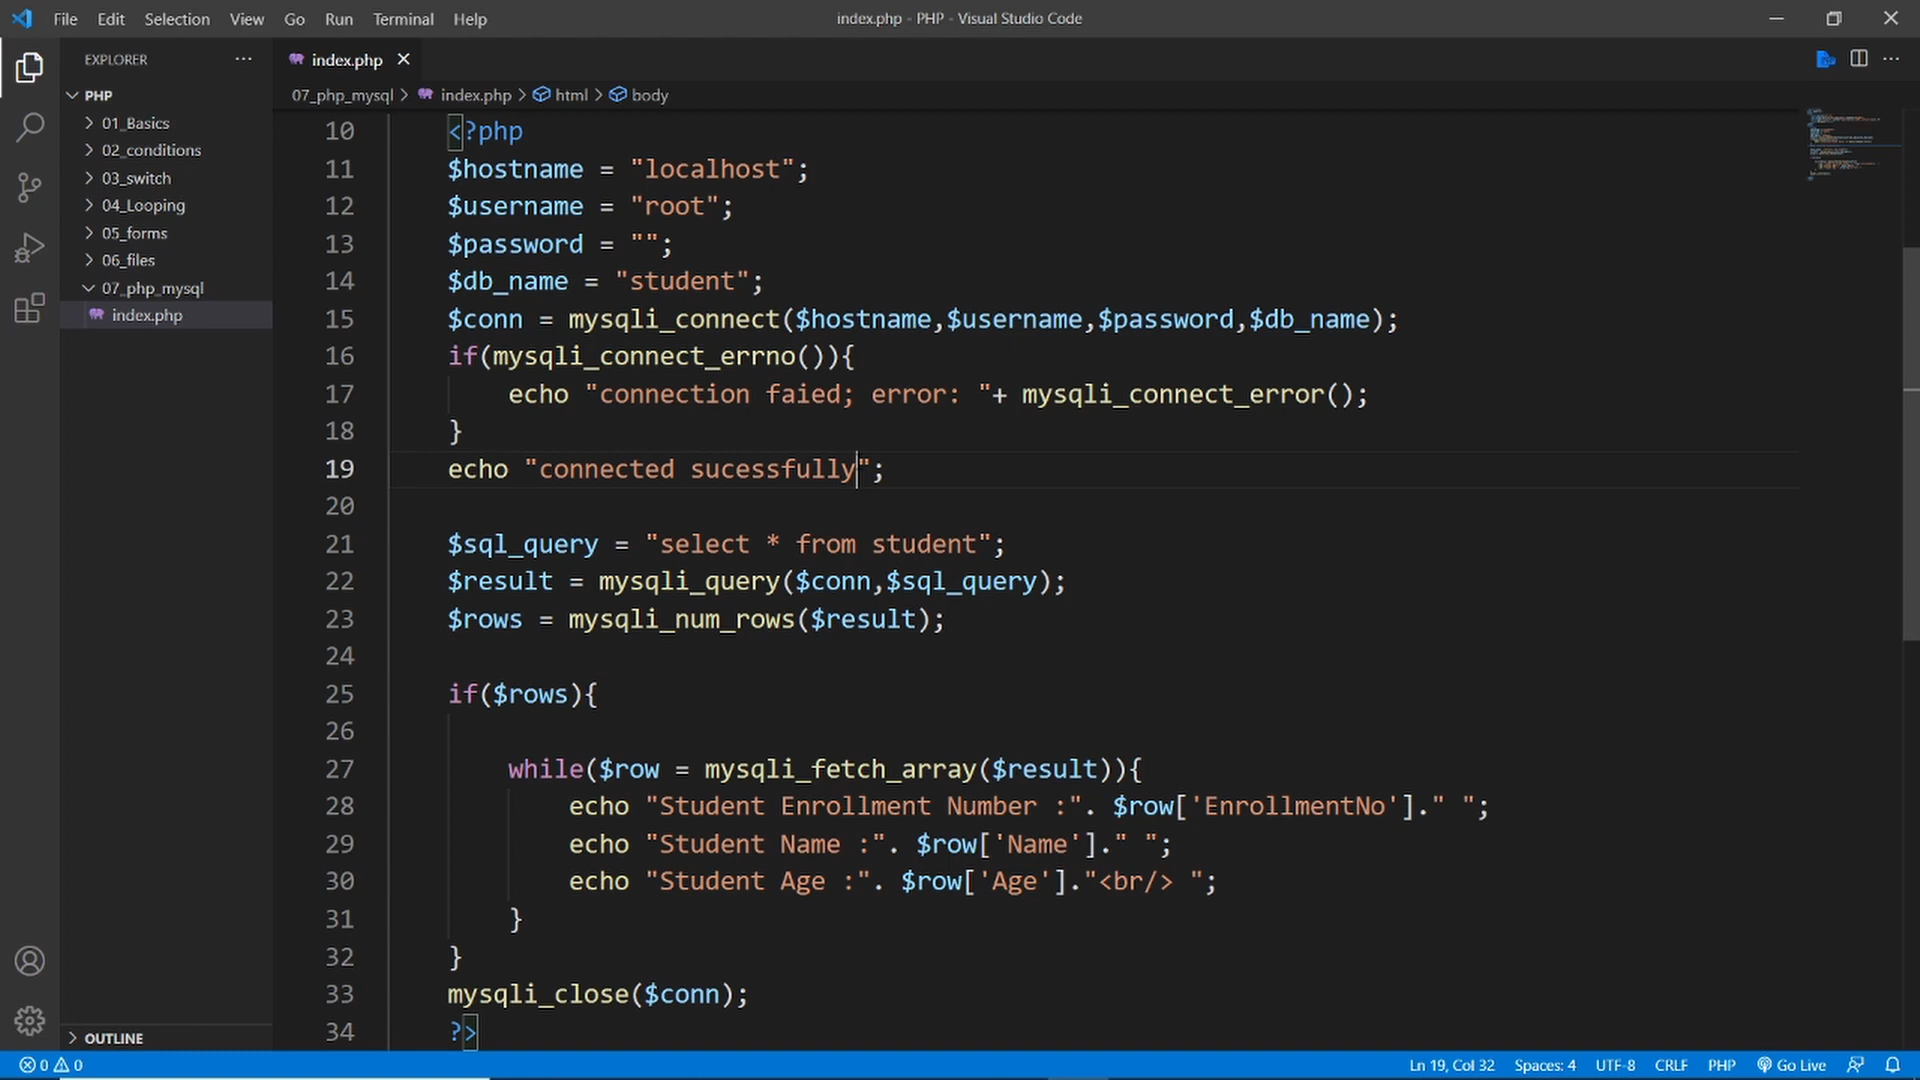 File Edit Selection View Go Run Terminal Help
index.php - PHP - Visual Studio Code
EXPLORER
index.php
PHP
07_php_mysql > index.php > html > body
01_Basics
02_conditions
03_switch
04_Looping
05_forms
06_files
07_php_mysql
index.php
10 <?php
11 $hostname = "localhost";
12 $username = "root";
13 $password = "";
14 $db_name = "student";
15 $conn = mysqli_connect($hostname,$username,$password,$db_name);
16 if(mysqli_connect_errno()){
17 echo "connection faied; error: "+ mysqli_connect_error();
18 }
19 echo "connected sucessfully";
20
21 $sql_query = "select * from student";
22 $result = mysqli_query($conn,$sql_query);
23 $rows = mysqli_num_rows($result);
24
25 if($rows){
26
27 while($row = mysqli_fetch_array($result)){
28 echo "Student Enrollment Number :". $row['EnrollmentNo']." ";
29 echo "Student Name :". $row['Name']." ";
30 echo "Student Age :". $row['Age']."<br/> ";
31 }
32 }
33 mysqli_close($conn);
34 ?>
OUTLINE
0 0
Ln 19, Col 32 Spaces: 4 UTF-8 CRLF PHP Go Live